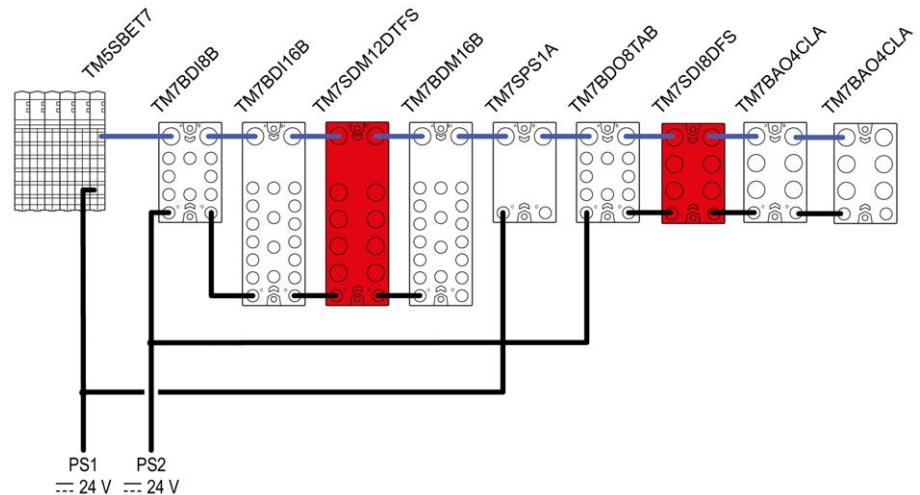 TM5SBET7
TM7BDI8B
TM7BDI16B
TM7SDM12DTFS
TM7BDM16B
TM7SPS1A
TM7BDO8TAB
TM7SDI8DFS
TM7BAO4CLA
TM7BAO4CLA
PS1
24 V
PS2
24 V